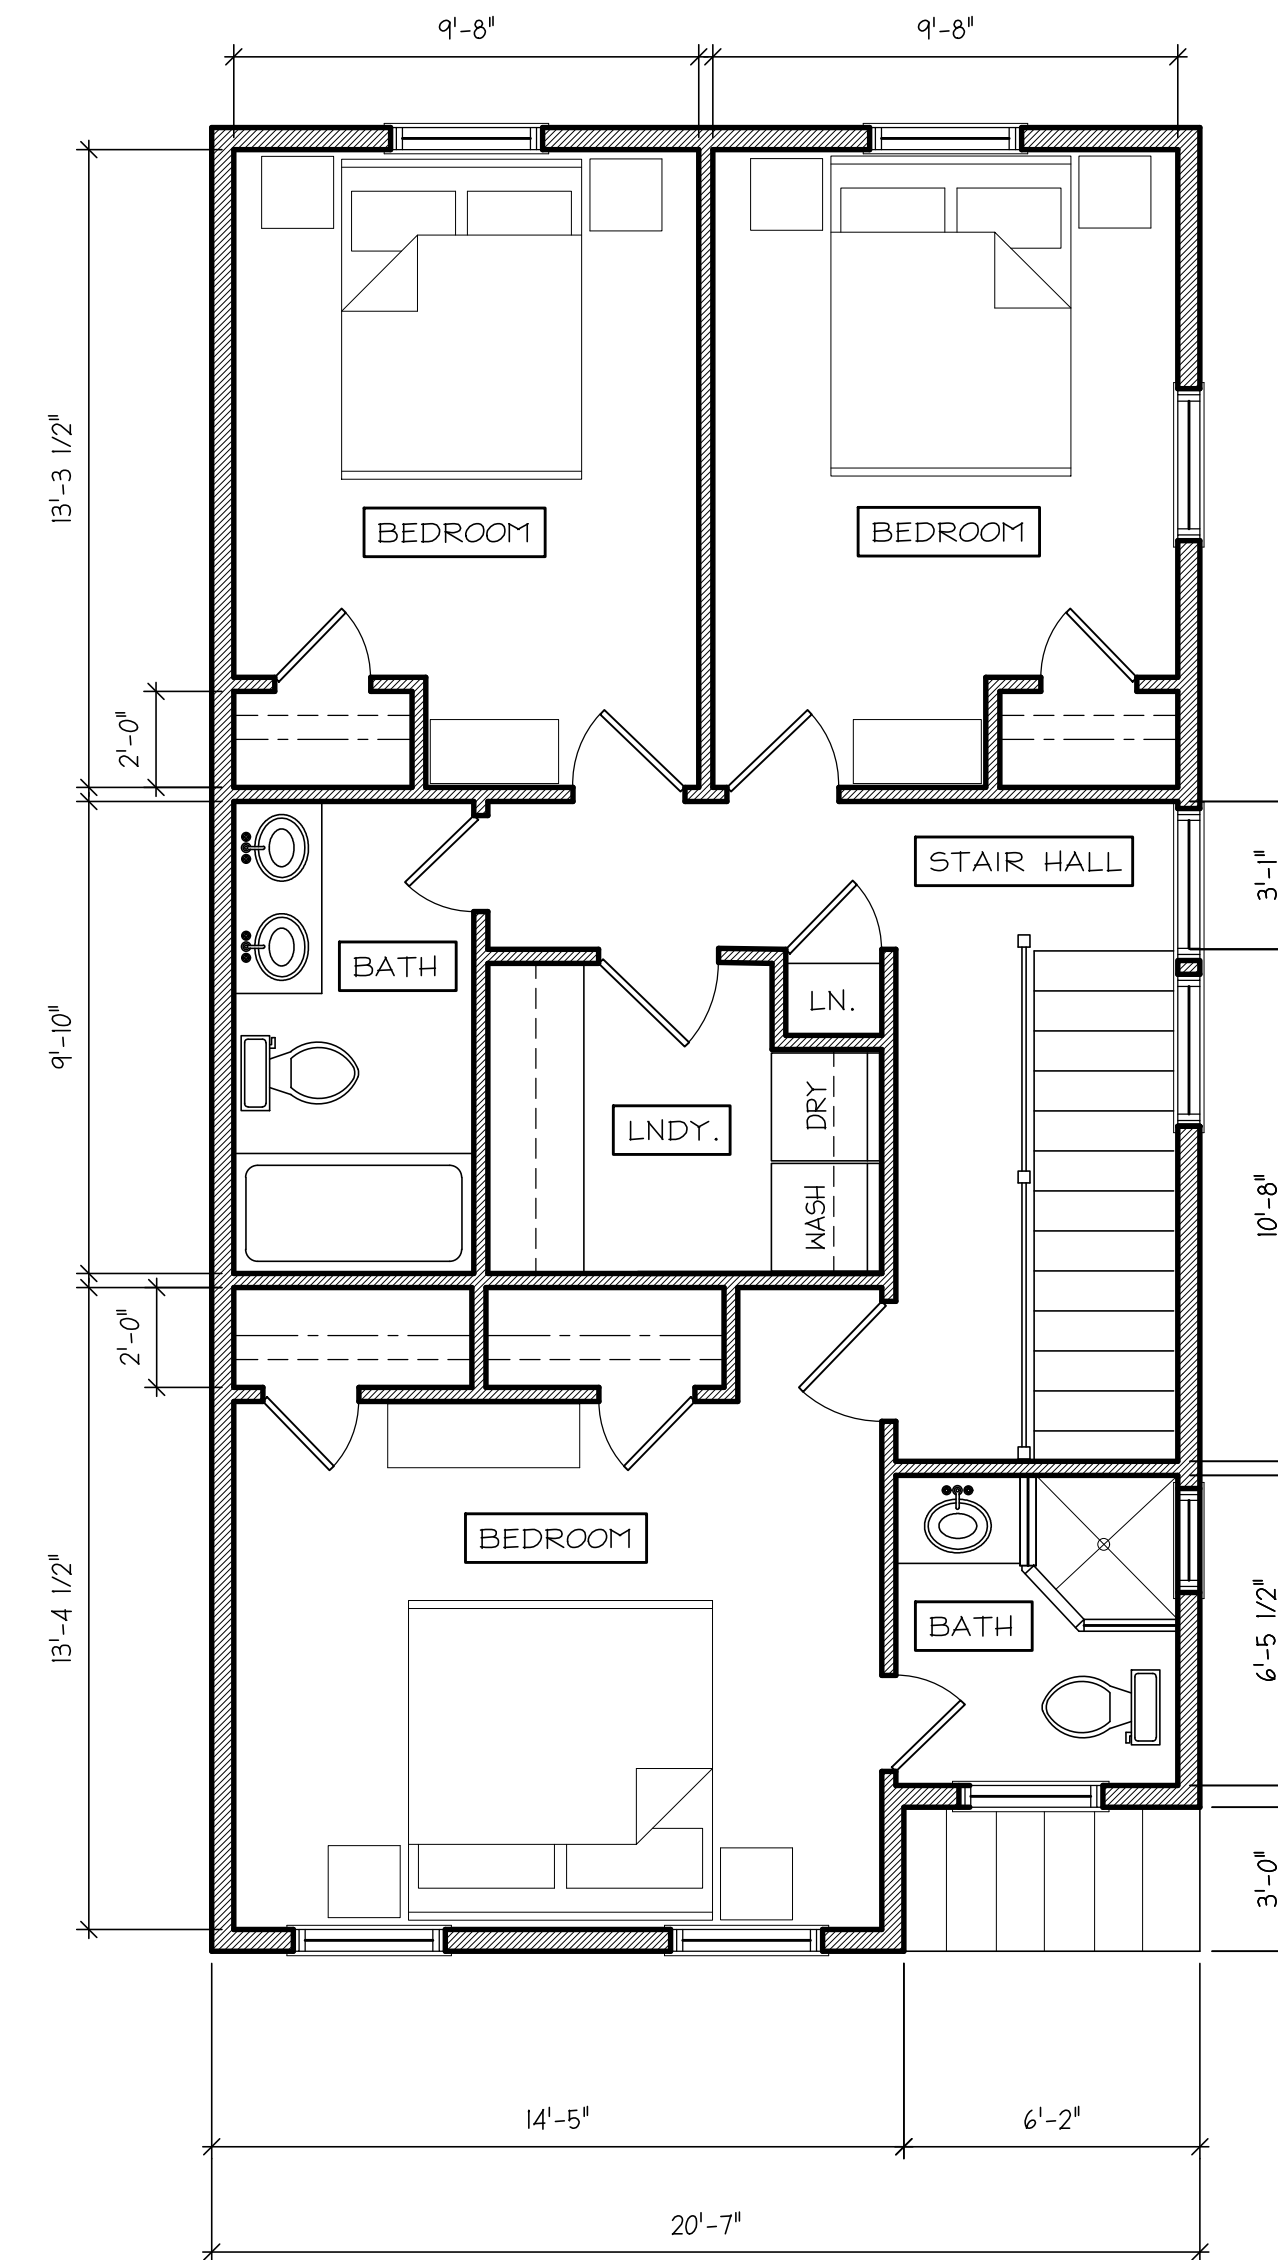 9'-8"
9'-8"
13'-3 1/2"
BEDROOM
BEDROOM
2'-0"
STAIR HALL
3'-1"
BATH
LN.
9'-10"
DRY
LNDY.
WASH
10'-8"
2'-0"
BEDROOM
13'-4 1/2"
BATH
6'-5 1/2"
3'-0"
14'-5"
6'-2"
20'-7"